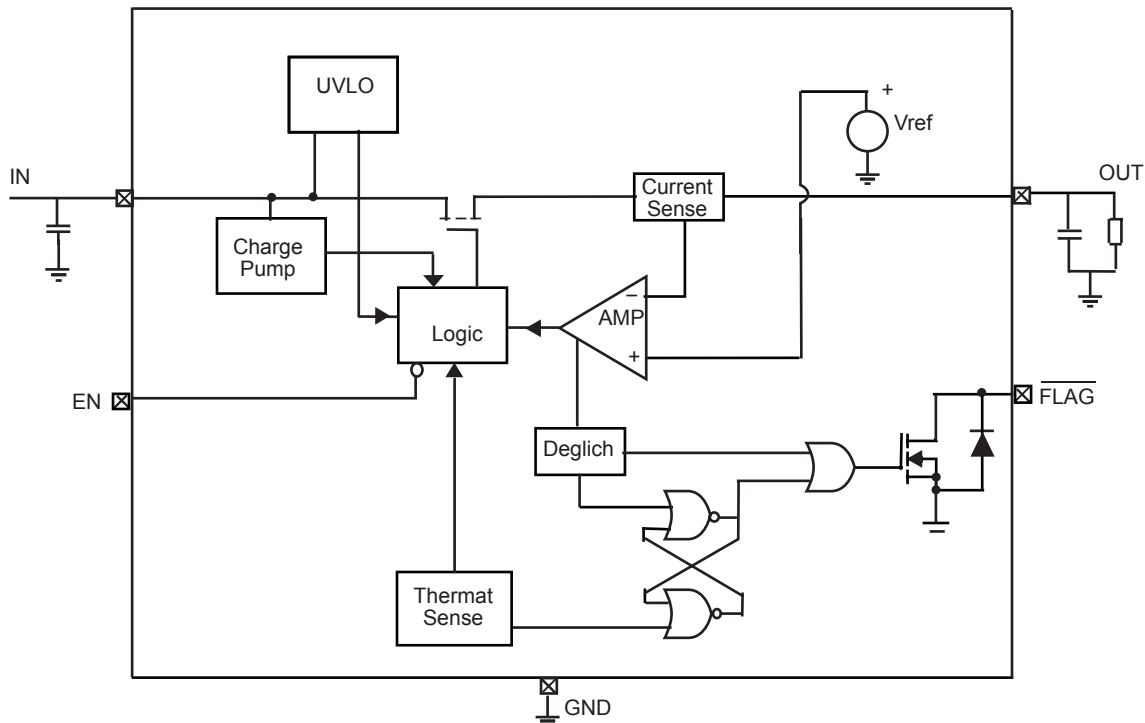 UVLO
+
Vref
IN
OUT
Current
Sense
Charge
Pump
−
AMP
Logic
+
EN
FLAG
Deglich
Thermat
Sense
GND